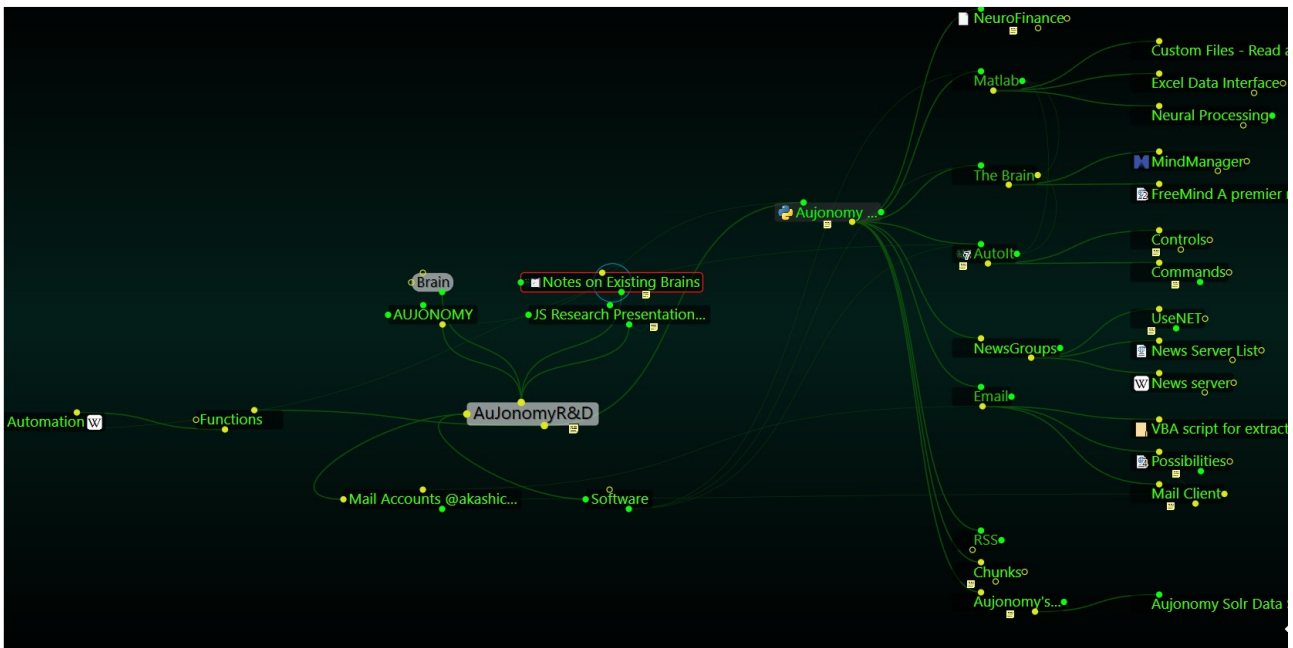 NeuroFinance
Matlab
Custom Files - Read
Excel Data Interface
Neural Processing
The Brain
MindManager
FreeMind A premier
Aujonomy ...
AutoIt
Controls
Commands
Brain
Notes on Existing Brains
AUJONOMY
JS Research Presentation...
UseNET
NewsGroups
News Server List
W News server
Email
Automation W
Functions
AuJonomyR&D
VBA script for extract
Possibilities
Mail Accounts @akashic...
Software
Mail Client
RSS
Chunks
Aujonomy's...
Aujonomy Solr Data